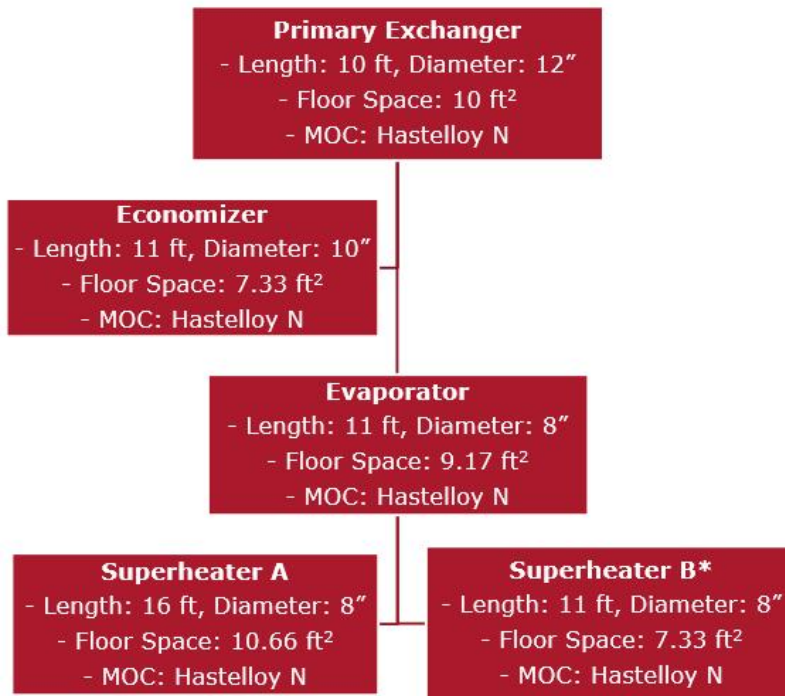 Primary Exchanger
- Length: 10 ft, Diameter: 12″
- Floor Space: 10 ft²
- MOC: Hastelloy N
Economizer
- Length: 11 ft, Diameter: 10″
- Floor Space: 7.33 ft²
- MOC: Hastelloy N
Evaporator
- Length: 11 ft, Diameter: 8″
- Floor Space: 9.17 ft²
- MOC: Hastelloy N
Superheater A
- Length: 16 ft, Diameter: 8″
- Floor Space: 10.66 ft²
- MOC: Hastelloy N
Superheater B*
- Length: 11 ft, Diameter: 8″
- Floor Space: 7.33 ft²
- MOC: Hastelloy N